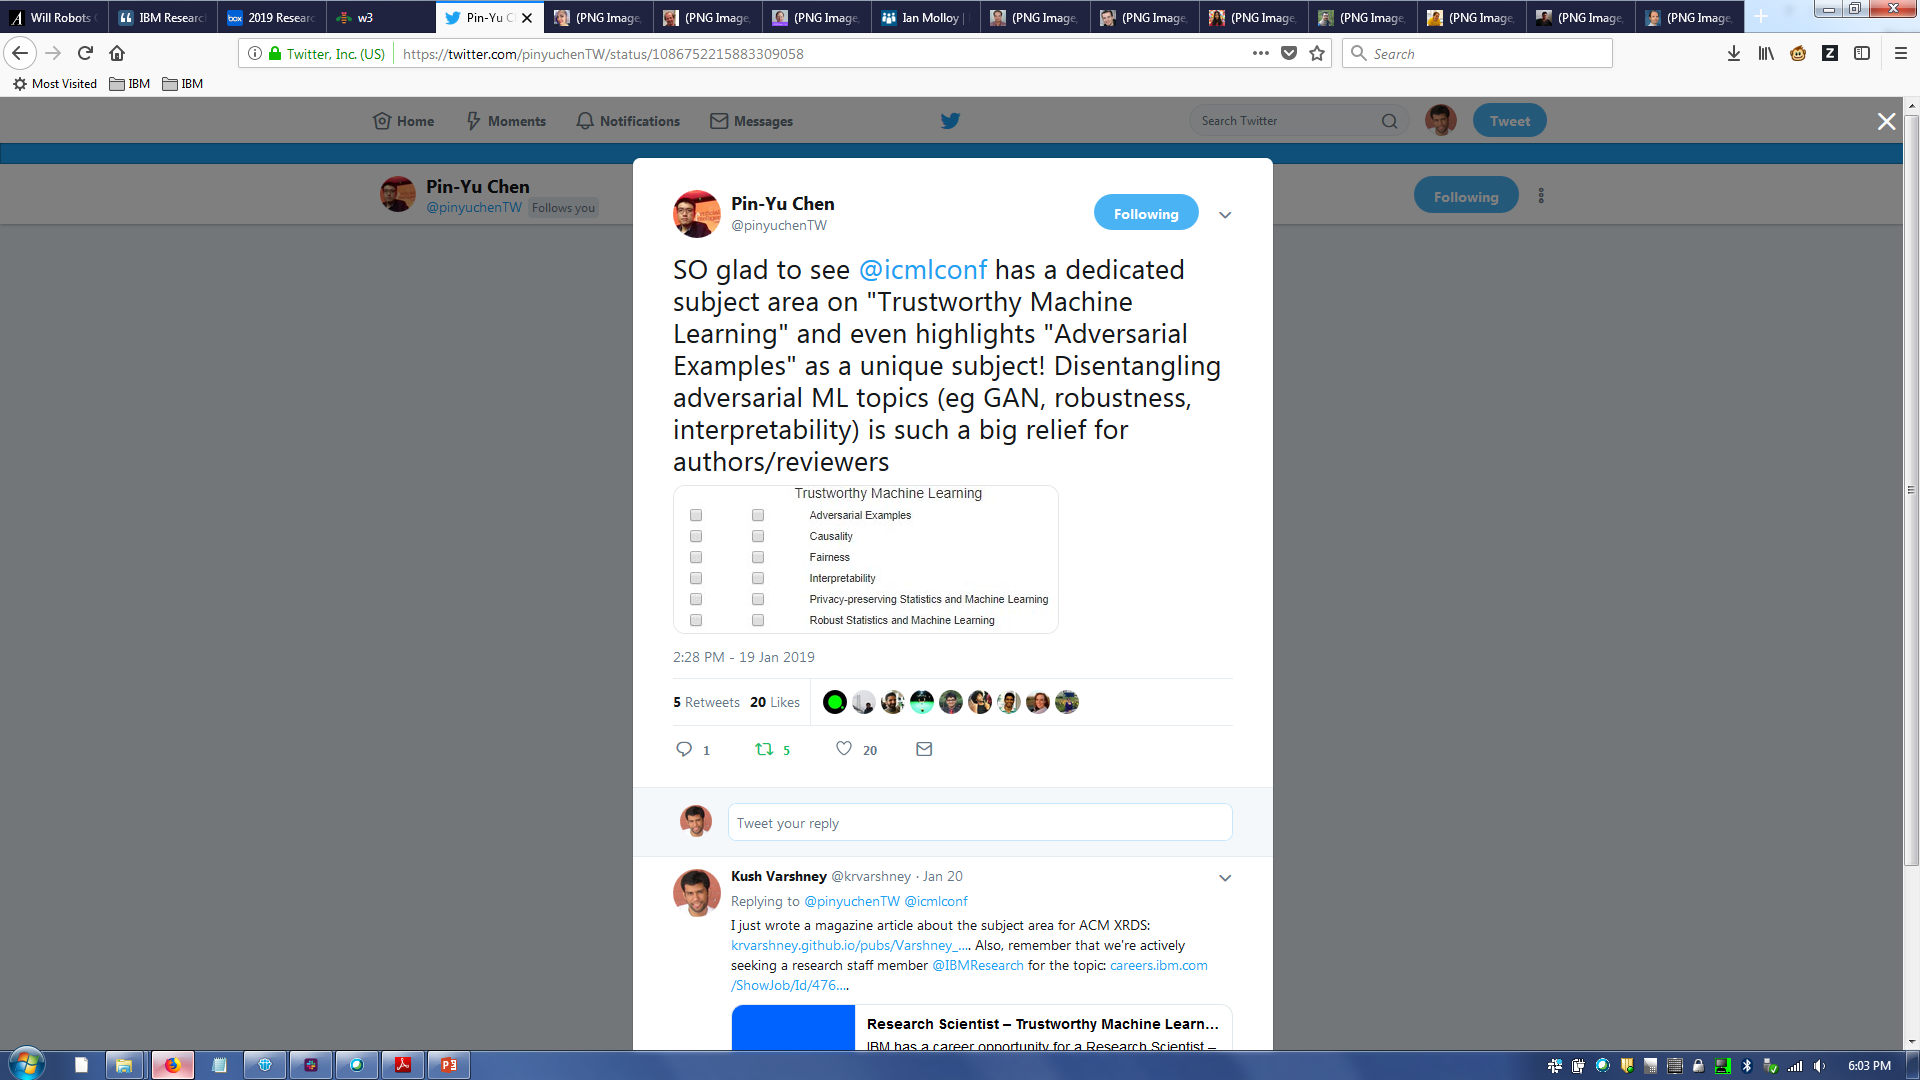 Will Robots
IBM Research
box 2019 Resear
w3
Pin-Yu C
(PNG Image,
(PNG Image,
(PNG Image,
Ian Molloy |
(PNG Image,
(PNG Image,
(PNG Image,
(PNG Image,
(PNG Image,
(PNG Image,
(PNG Image,
Twitter, Inc. (US)
https://twitter.com/pinyuchenTW/status/1086752215883309058
Search
Most Visited
IBM
IBM
Home
Moments
Notifications
Messages
Search Twitter
Tweet
Pin-Yu Chen
@pinyuchenTW Follows you
Following
Pin-Yu Chen
@pinyuchenTW
Following
SO glad to see @icmlconf has a dedicated
subject area on "Trustworthy Machine
Learning" and even highlights "Adversarial
Examples" as a unique subject! Disentangling
adversarial ML topics (eg GAN, robustness,
interpretability) is such a big relief for
authors/reviewers
Trustworthy Machine Learning
Adversarial Examples
Causality
Fairness
Interpretability
Privacy-preserving Statistics and Machine Learning
Robust Statistics and Machine Learning
2:28 PM - 19 Jan 2019
5 Retweets 20 Likes
1 5 20
Tweet your reply
Kush Varshney @krvarshney · Jan 20
Replying to @pinyuchenTW @icmlconf
I just wrote a magazine article about the subject area for ACM XRDS:
krvarshney.github.io/pubs/Varshney_…. Also, remember that we're actively
seeking a research staff member @IBMResearch for the topic: careers.ibm.com
/ShowJob/Id/476….
Research Scientist – Trustworthy Machine Learn...
IBM has a career opportunity for a Research Scientist –
6:03 PM